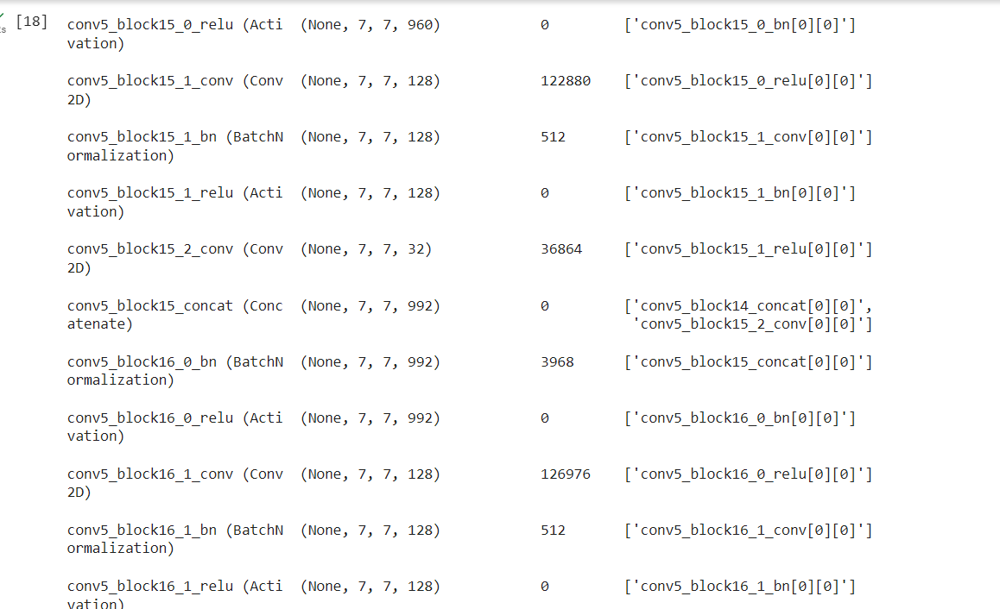 [18] conv5_block15_0_relu (Acti (None, 7, 7, 960) 0 ['conv5_block15_0_bn[0][0]']
s vation)
conv5_block15_1_conv (Conv (None, 7, 7, 128) 122880 ['conv5_block15_0_relu[0][0]']
2D)
conv5_block15_1_bn (BatchN (None, 7, 7, 128) 512 ['conv5_block15_1_conv[0][0]']
ormalization)
conv5_block15_1_relu (Acti (None, 7, 7, 128) 0 ['conv5_block15_1_bn[0][0]']
vation)
conv5_block15_2_conv (Conv (None, 7, 7, 32) 36864 ['conv5_block15_1_relu[0][0]']
2D)
conv5_block15_concat (Conc (None, 7, 7, 992) 0 ['conv5_block14_concat[0][0]',
atenate) 'conv5_block15_2_conv[0][0]']
conv5_block16_0_bn (BatchN (None, 7, 7, 992) 3968 ['conv5_block15_concat[0][0]']
ormalization)
conv5_block16_0_relu (Acti (None, 7, 7, 992) 0 ['conv5_block16_0_bn[0][0]']
vation)
conv5_block16_1_conv (Conv (None, 7, 7, 128) 126976 ['conv5_block16_0_relu[0][0]']
2D)
conv5_block16_1_bn (BatchN (None, 7, 7, 128) 512 ['conv5_block16_1_conv[0][0]']
ormalization)
conv5_block16_1_relu (Acti (None, 7, 7, 128) 0 ['conv5_block16_1_bn[0][0]']
vation)